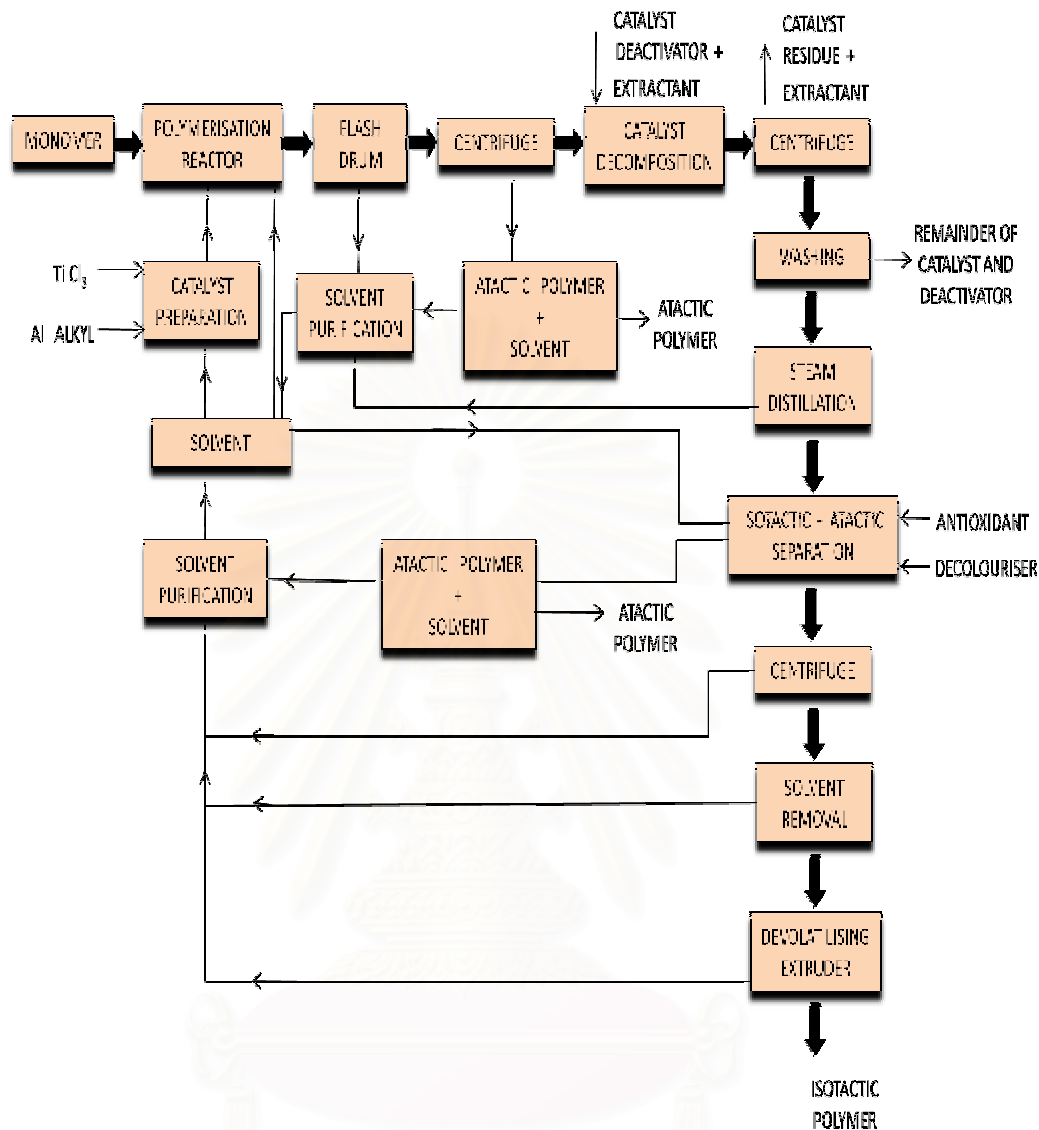 CATALYST
DEACTIVATOR +
EXTRACTANT
CATALYST
RESIDUE +
EXTRACTANT
MONOMER
POLYMERISATION
REACTOR
FLASH
DRUM
CENTRIFUGE
CATALYST
DECOMPOSITION
CENTRIFUGE
WASHING
REMAINDER OF
CATALYST AND
DEACTIVATOR
Ti Cl3
Al ALKYL
CATALYST
PREPARATION
SOLVENT
PURIFICATION
ATACTIC POLYMER
+
SOLVENT
ATACTIC
POLYMER
STEAM
DISTILLATION
SOLVENT
ISOTACTIC - ATACTIC
SEPARATION
ANTIOXIDANT
DECOLOURISER
SOLVENT
PURIFICATION
ATACTIC POLYMER
+
SOLVENT
ATACTIC
POLYMER
CENTRIFUGE
SOLVENT
REMOVAL
DEVOLATILISING
EXTRUDER
ISOTACTIC
POLYMER